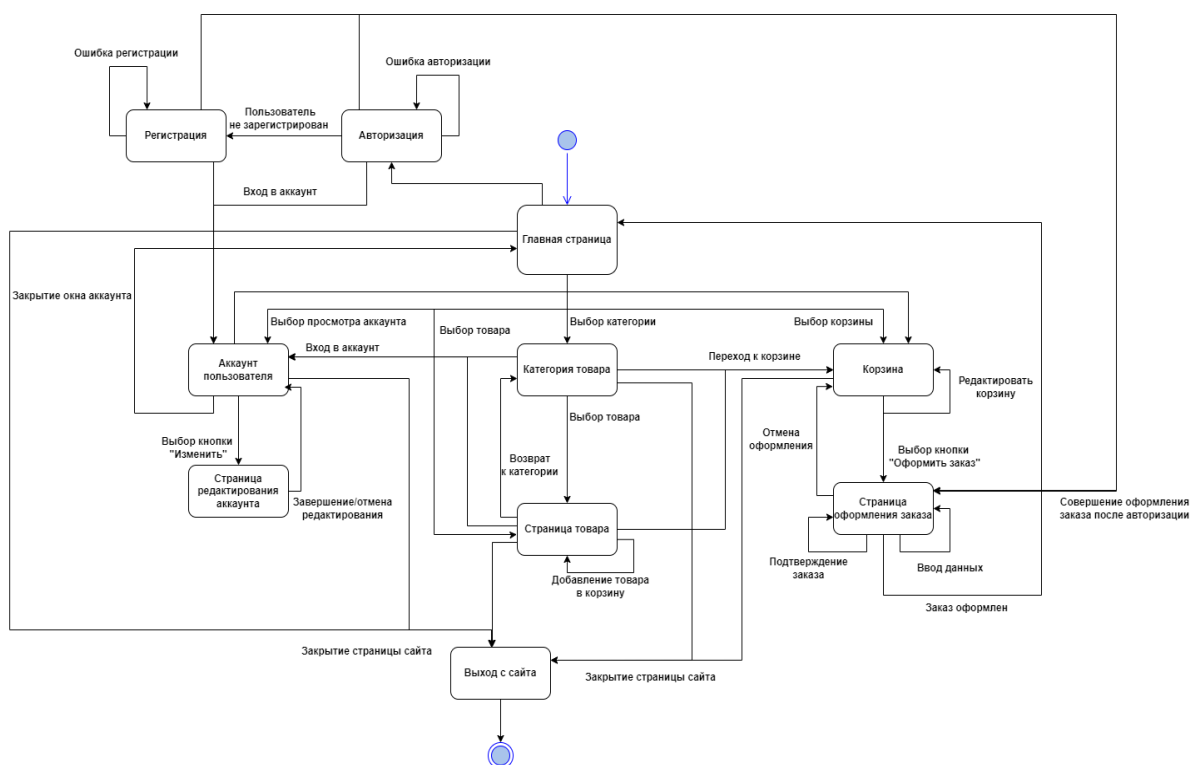 Ошибка регистрации
Ошибка авторизации
Пользователь
не зарегистрирован
Регистрация
Авторизация
Вход в аккаунт
Главная страница
Закрытие окна аккаунта
Выбор просмотра аккаунта
Выбор товара
Выбор категории
Выбор корзины
Вход в аккаунт
Переход к корзине
Аккаунт
пользователя
Категория товара
Корзина
Редактировать
корзину
Выбор товара
Отмена
оформления
Выбор кнопки
"Изменить"
Возврат
к категории
Выбор кнопки
"Оформить заказ"
Страница
редактирования
аккаунта
Завершение/отмена
редактирования
Страница товара
Страница
оформления заказа
Совершение оформления
заказа после авторизации
Подтверждение
заказа
Ввод данных
Добавление товара
в корзину
Заказ оформлен
Закрытие страницы сайта
Выход с сайта
Закрытие страницы сайта